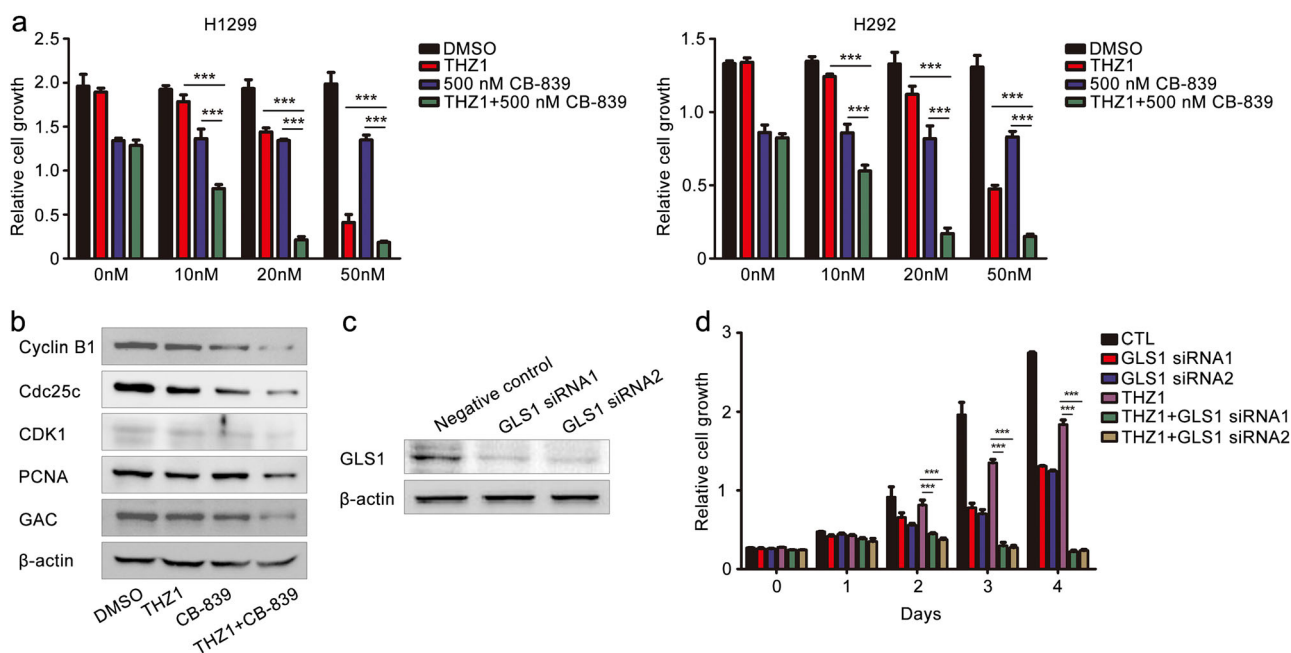 a
H1299
Relative cell growth
2.5
2.0
1.5
1.0
0.5
0
0nM
10nM
20nM
50nM
***
***
***
***
***
***
DMSO
THZ1
500 nM CB-839
THZ1+500 nM CB-839
H292
Relative cell growth
1.5
1.0
0.5
0
0nM
10nM
20nM
50nM
***
***
***
***
***
***
DMSO
THZ1
500 nM CB-839
THZ1+500 nM CB-839
b
Cyclin B1
Cdc25c
CDK1
PCNA
GAC
β-actin
DMSO
THZ1
CB-839
THZ1+CB-839
c
Negative control
GLS1 siRNA1
GLS1 siRNA2
GLS1
β-actin
d
Relative cell growth
3
2
1
0
0
1
2
3
4
Days
***
***
***
***
***
***
CTL
GLS1 siRNA1
GLS1 siRNA2
THZ1
THZ1+GLS1 siRNA1
THZ1+GLS1 siRNA2